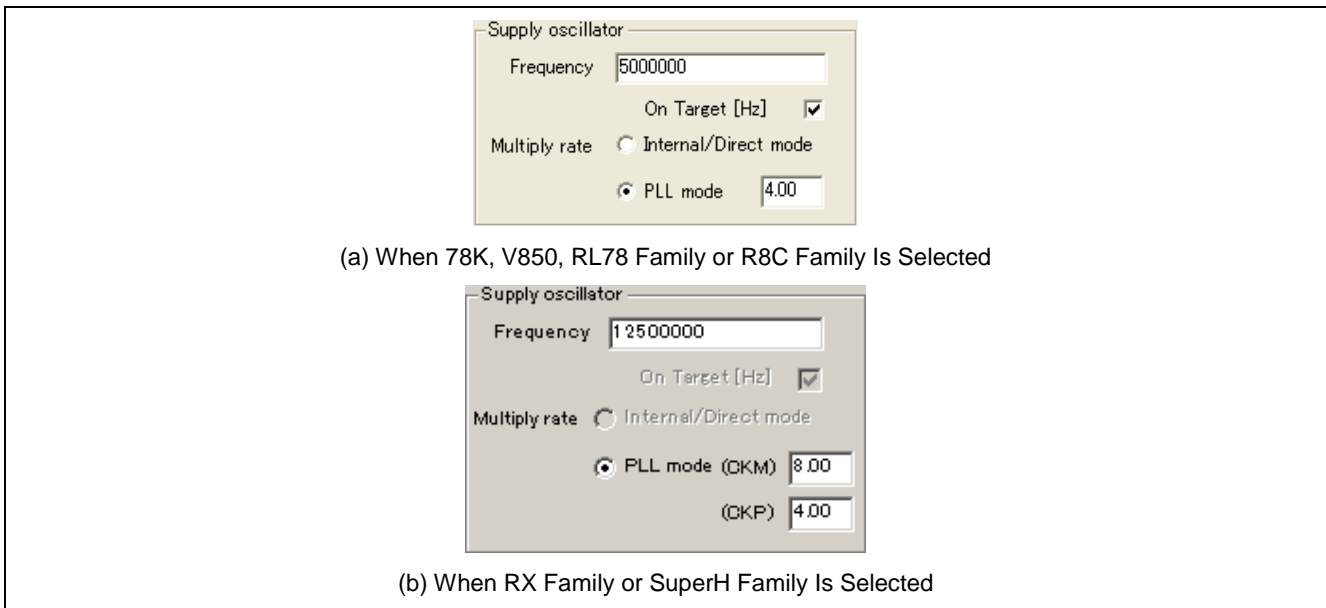 Supply oscillator
Frequency 5000000
On Target [Hz]
Multiply rate Internal/Direct mode
PLL mode 4.00
(a) When 78K, V850, RL78 Family or R8C Family Is Selected
Supply oscillator
Frequency 12500000
On Target [Hz]
Multiply rate Internal/Direct mode
PLL mode (CKM) 8.00
(CKP) 4.00
(b) When RX Family or SuperH Family Is Selected